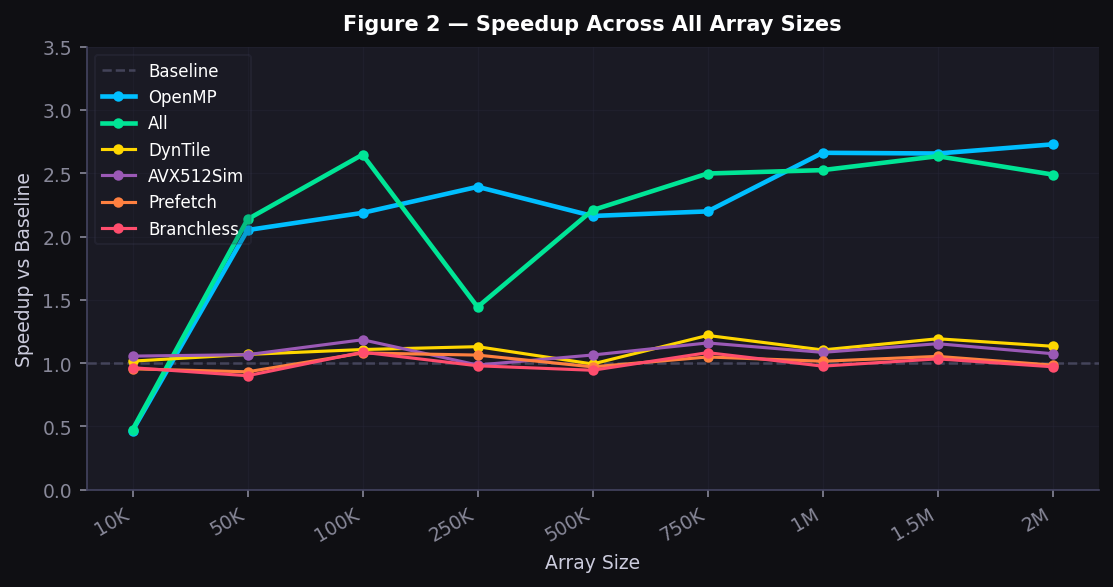 Figure 2 — Speedup Across All Array Sizes
3.5
3.0
2.5
2.0
1.5
1.0
0.5
0.0
Speedup vs Baseline
Baseline
OpenMP
All
DynTile
AVX512Sim
Prefetch
Branchless
10K
50K
100K
250K
500K
750K
1M
1.5M
2M
Array Size